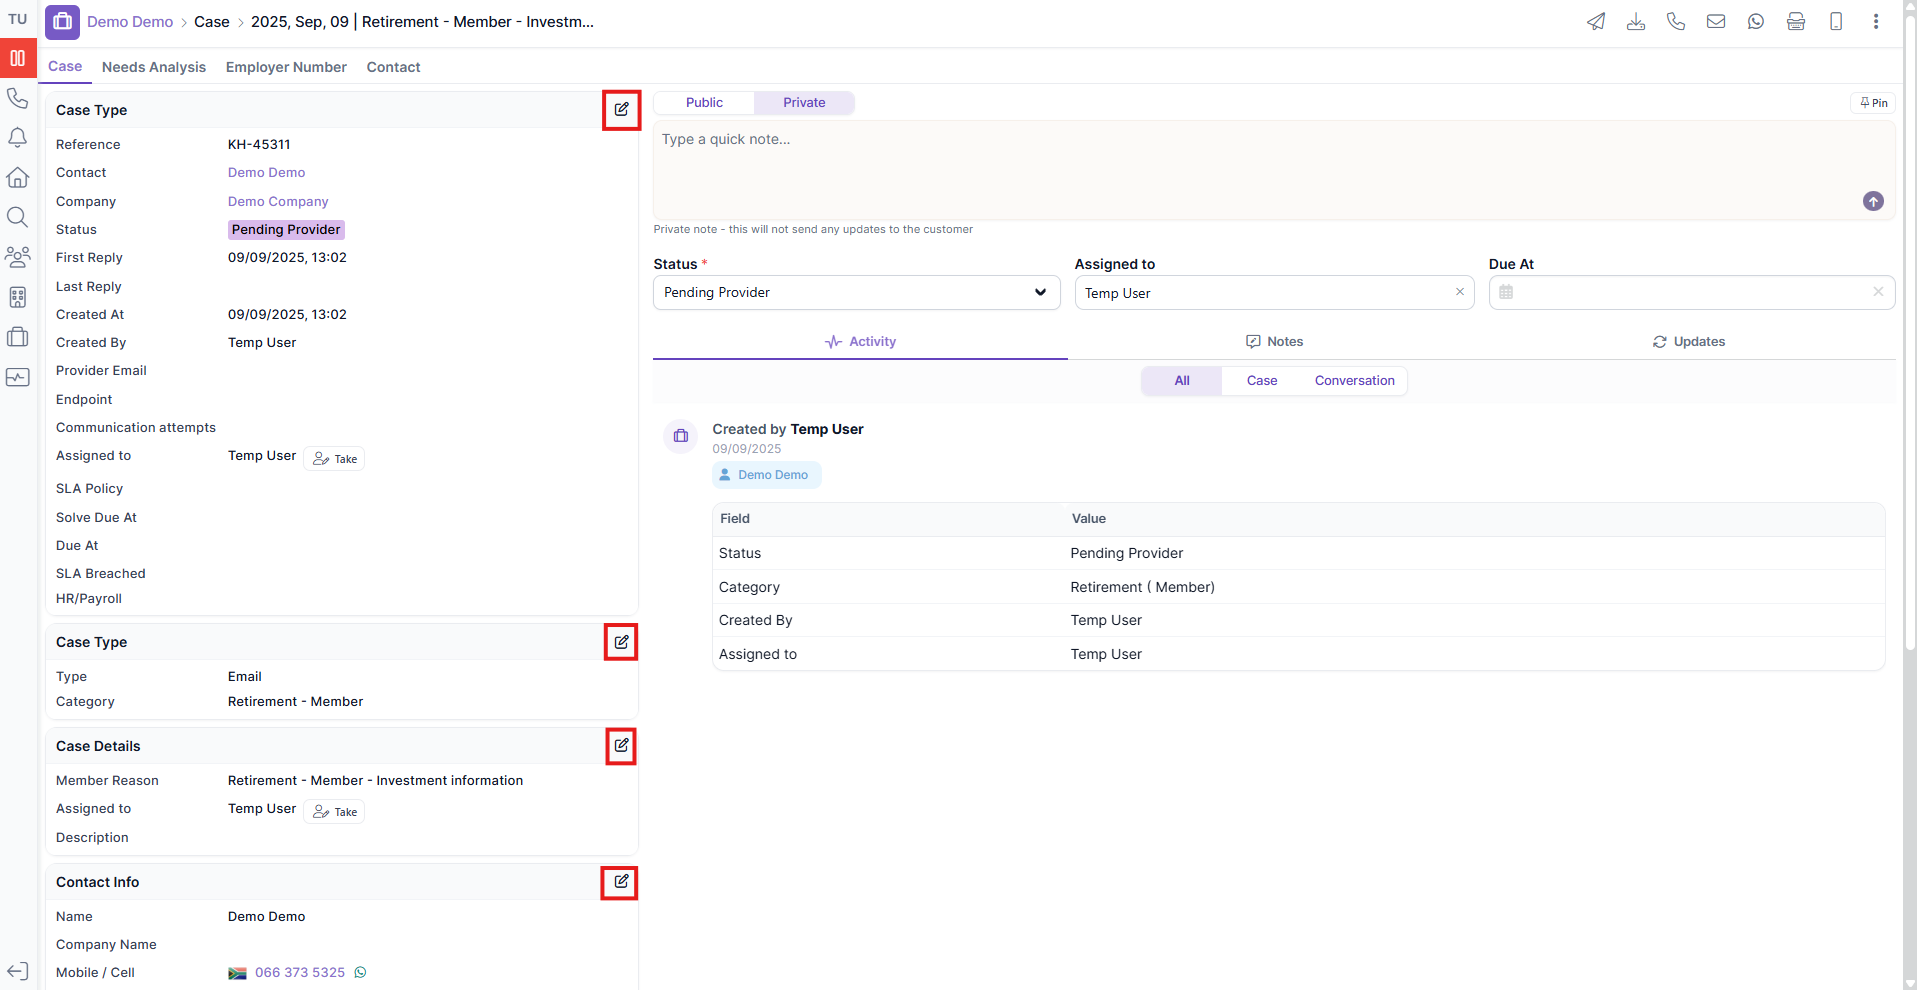 TU
Demo Demo > Case > 2025, Sep, 09 | Retirement - Member - Investm...
Case Needs Analysis Employer Number Contact
Case Type
Reference KH-45311
Contact Demo Demo
Company Demo Company
Status Pending Provider
First Reply 09/09/2025, 13:02
Last Reply
Created At 09/09/2025, 13:02
Created By Temp User
Provider Email
Endpoint
Communication attempts
Assigned to Temp User Take
SLA Policy
Solve Due At
Due At
SLA Breached
HR/Payroll
Case Type
Type Email
Category Retirement - Member
Case Details
Member Reason Retirement - Member - Investment information
Assigned to Temp User Take
Description
Contact Info
Name Demo Demo
Company Name
Mobile / Cell 066 373 5325
Public Private
Pin
Type a quick note...
Private note - this will not send any updates to the customer
Status * Assigned to Due At
Pending Provider Temp User
Activity Notes Updates
All Case Conversation
Created by Temp User
09/09/2025
Demo Demo
Field Value
Status Pending Provider
Category Retirement ( Member)
Created By Temp User
Assigned to Temp User